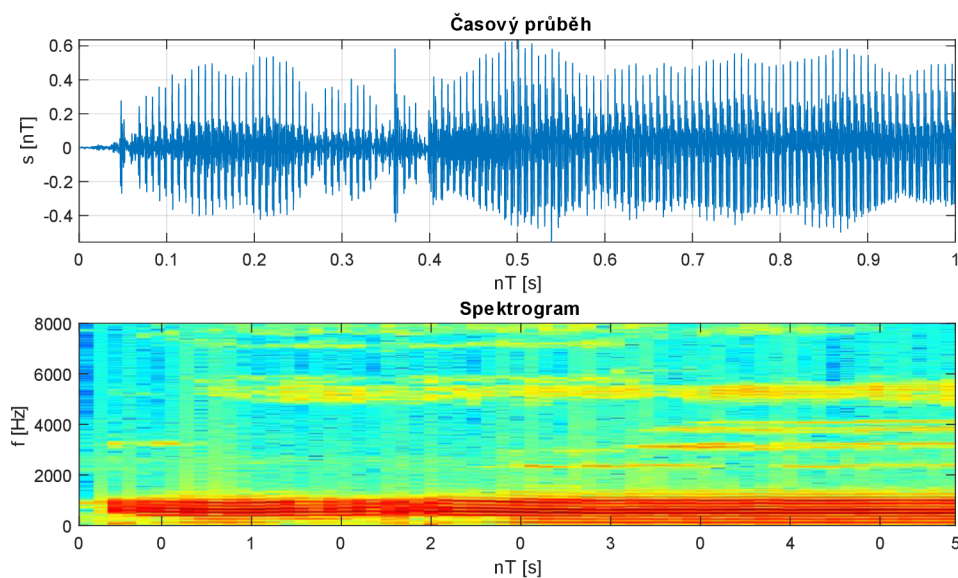 Časový průběh
0.6
0.4
0.2
0
-0.2
-0.4
s [nT]
0 0.1 0.2 0.3 0.4 0.5 0.6 0.7 0.8 0.9 1
nT [s]
Spektrogram
8000
6000
4000
2000
0
f [Hz]
0 0 1 0 2 0 3 0 4 0 5
nT [s]